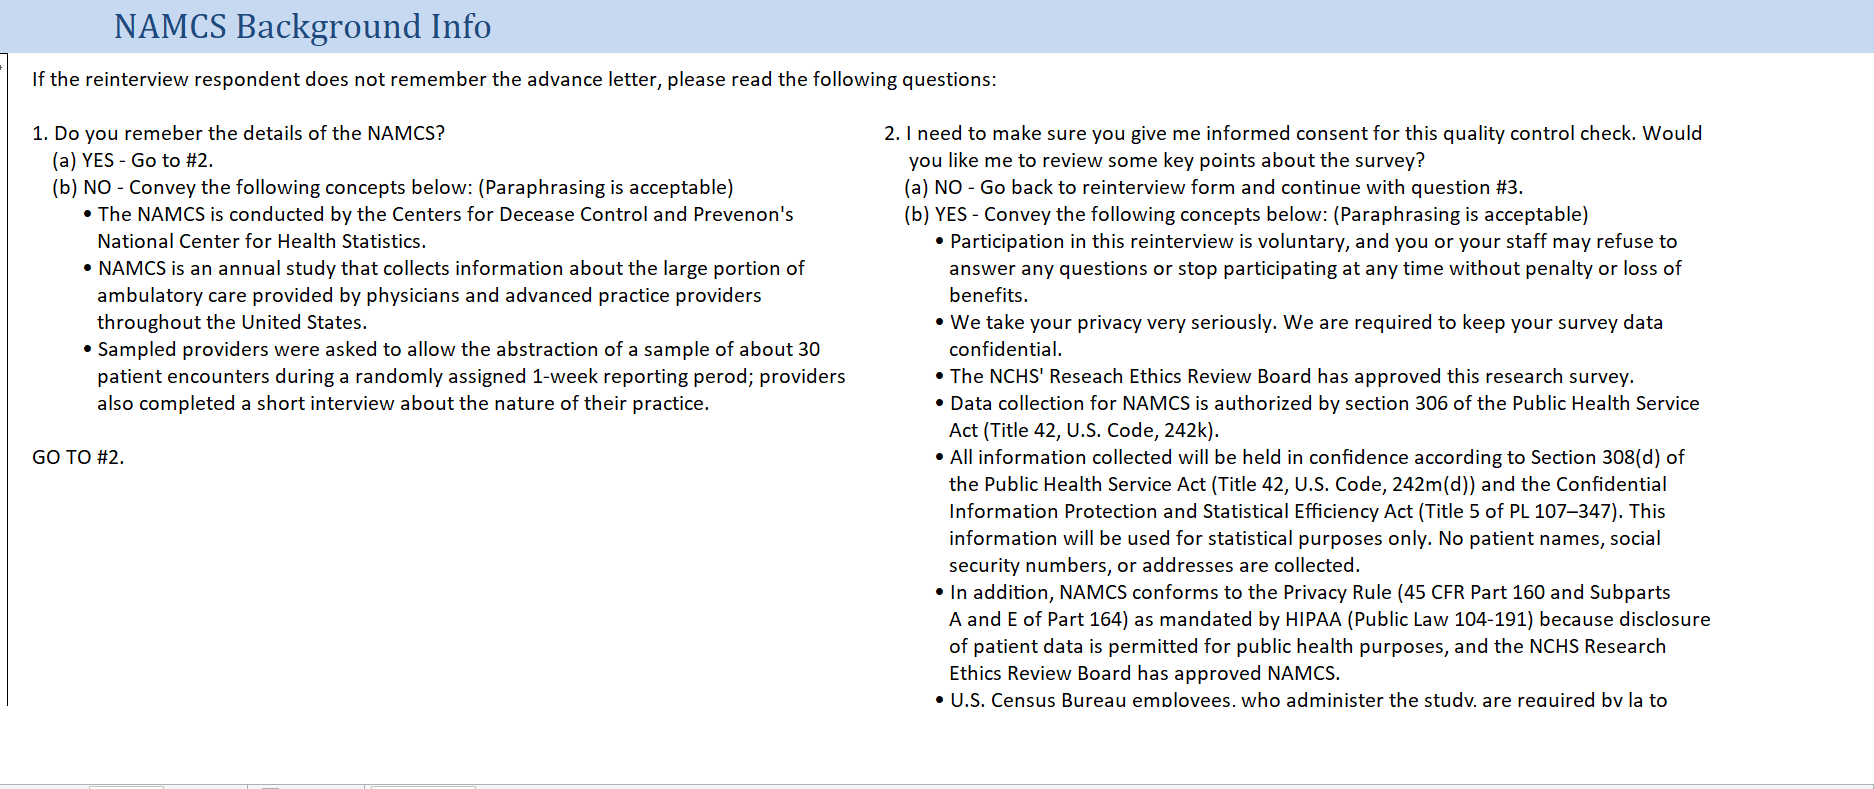 NAMCS Background Info
If the reinterview respondent does not remember the advance letter, please read the following questions:
1. Do you remeber the details of the NAMCS?
(a) YES - Go to #2.
(b) NO - Convey the following concepts below: (Paraphrasing is acceptable)
• The NAMCS is conducted by the Centers for Decease Control and Prevenon's
National Center for Health Statistics.
• NAMCS is an annual study that collects information about the large portion of
ambulatory care provided by physicians and advanced practice providers
throughout the United States.
• Sampled providers were asked to allow the abstraction of a sample of about 30
patient encounters during a randomly assigned 1-week reporting perod; providers
also completed a short interview about the nature of their practice.
GO TO #2.
2. I need to make sure you give me informed consent for this quality control check. Would
you like me to review some key points about the survey?
(a) NO - Go back to reinterview form and continue with question #3.
(b) YES - Convey the following concepts below: (Paraphrasing is acceptable)
• Participation in this reinterview is voluntary, and you or your staff may refuse to
answer any questions or stop participating at any time without penalty or loss of
benefits.
• We take your privacy very seriously. We are required to keep your survey data
confidential.
• The NCHS' Reseach Ethics Review Board has approved this research survey.
• Data collection for NAMCS is authorized by section 306 of the Public Health Service
Act (Title 42, U.S. Code, 242k).
• All information collected will be held in confidence according to Section 308(d) of
the Public Health Service Act (Title 42, U.S. Code, 242m(d)) and the Confidential
Information Protection and Statistical Efficiency Act (Title 5 of PL 107–347). This
information will be used for statistical purposes only. No patient names, social
security numbers, or addresses are collected.
• In addition, NAMCS conforms to the Privacy Rule (45 CFR Part 160 and Subparts
A and E of Part 164) as mandated by HIPAA (Public Law 104-191) because disclosure
of patient data is permitted for public health purposes, and the NCHS Research
Ethics Review Board has approved NAMCS.
• U.S. Census Bureau employees, who administer the study, are required by la to